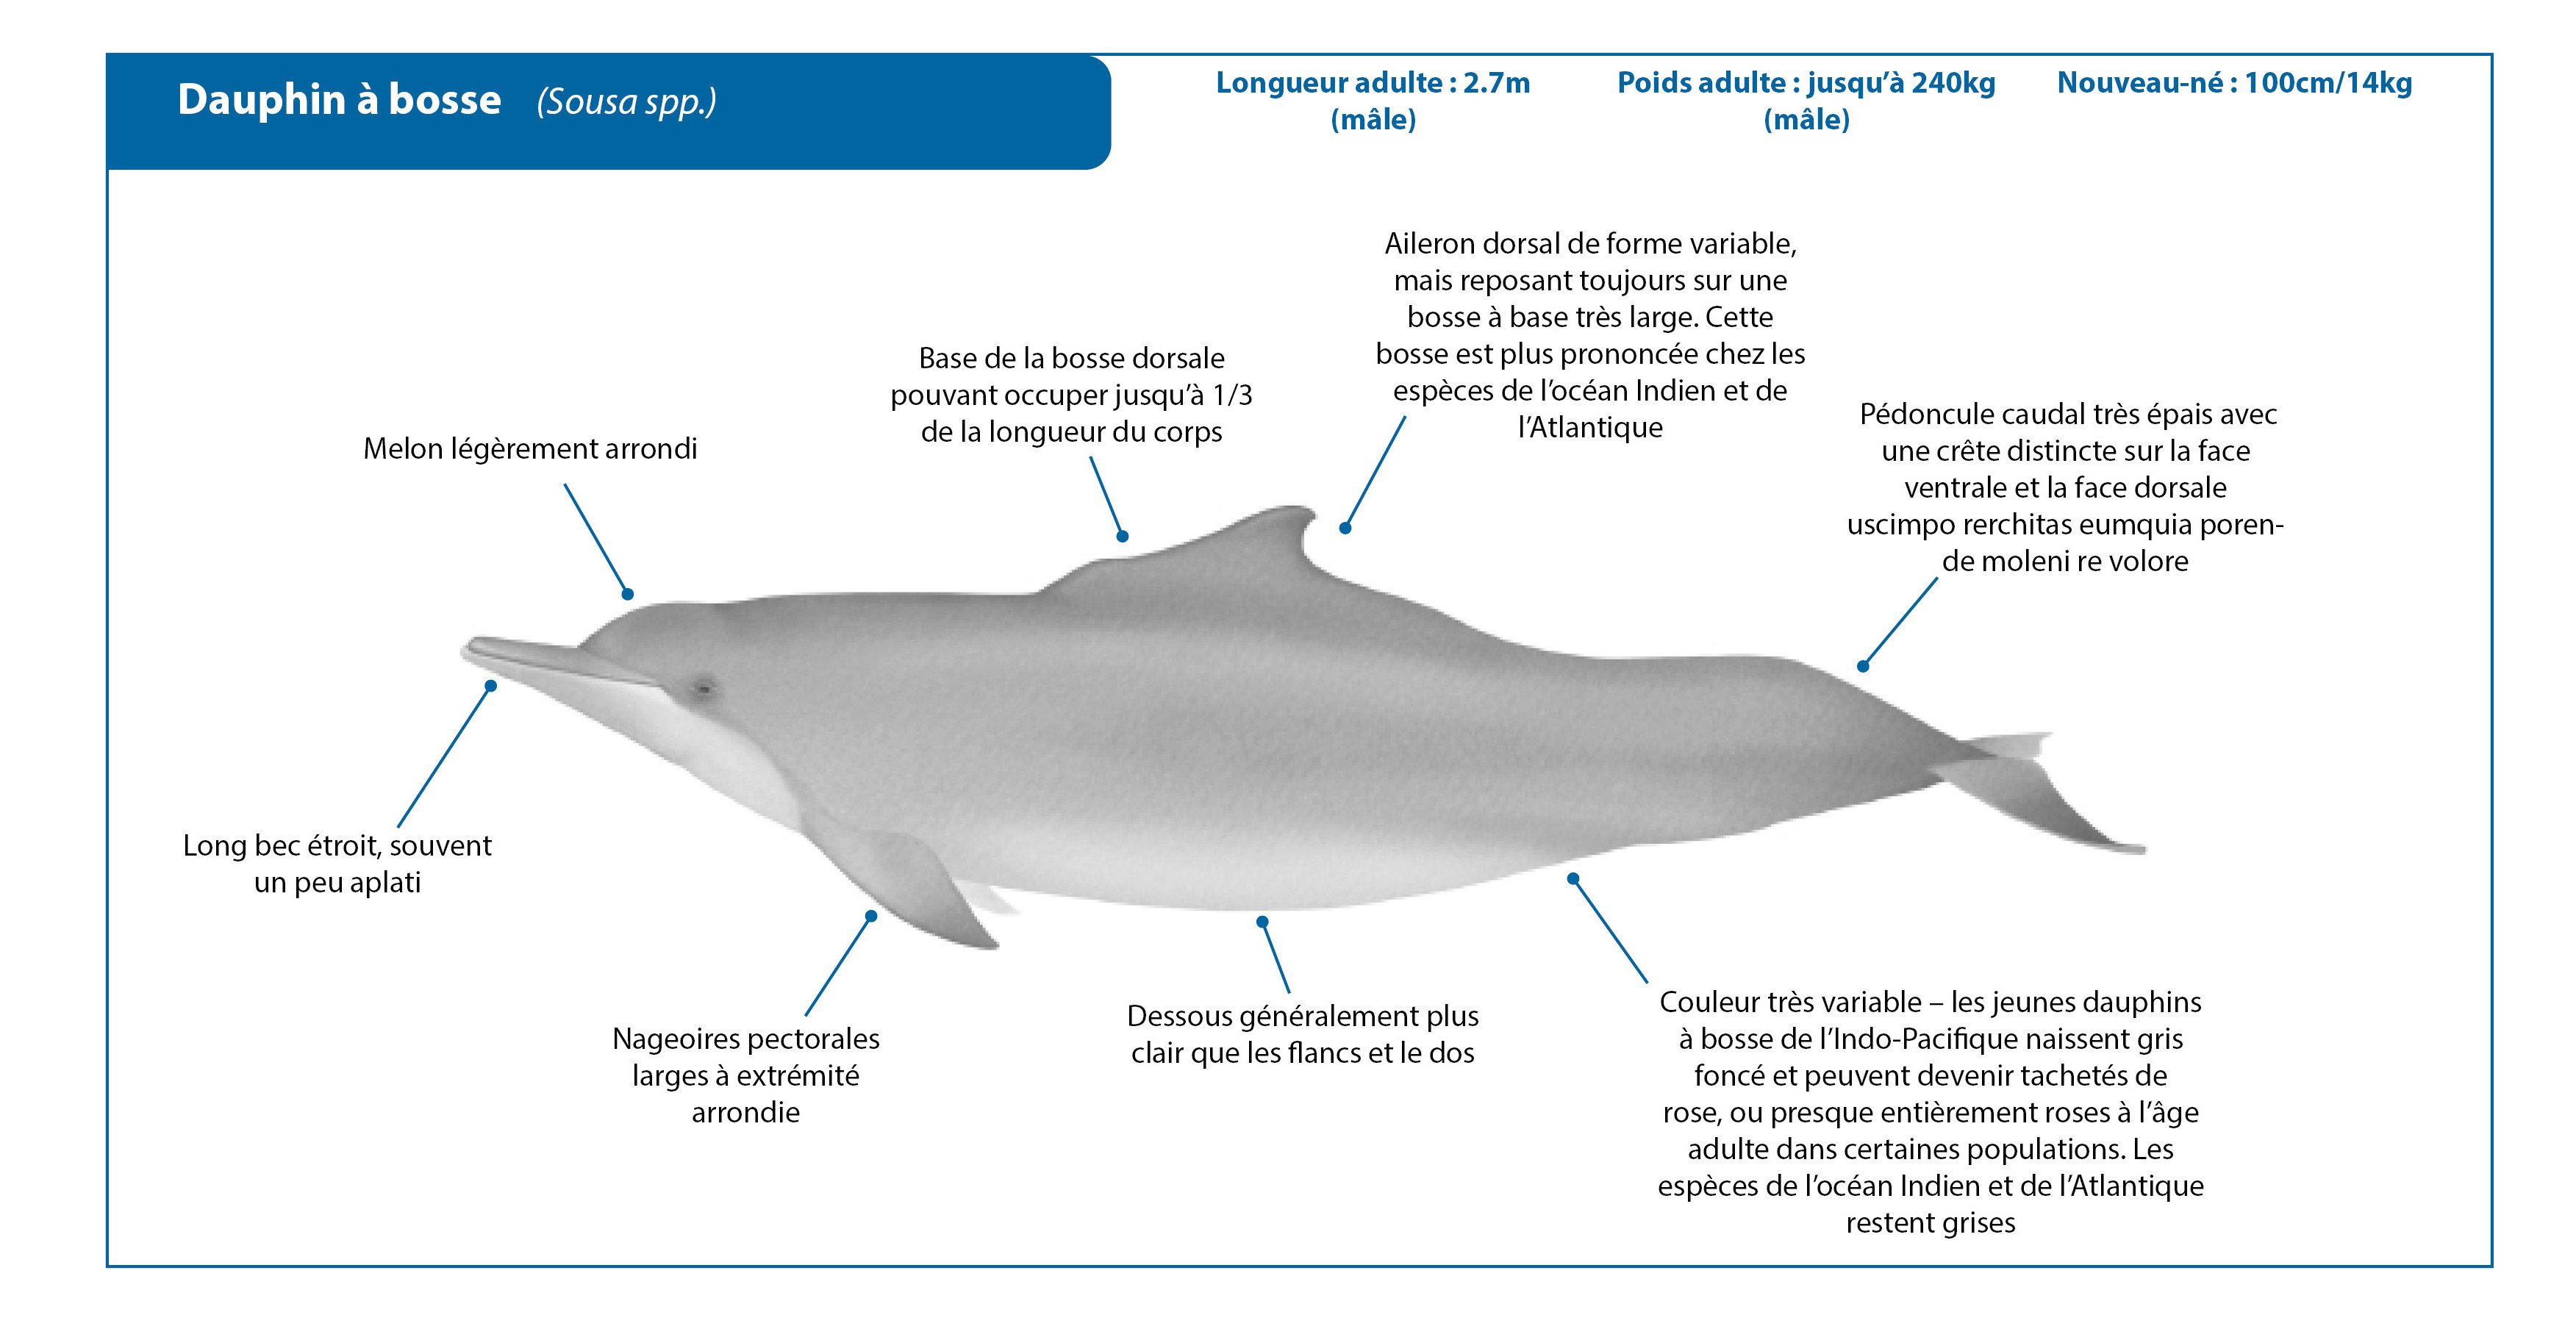 Dauphin à bosse (Sousa spp.)
Longueur adulte : 2.7m
(mâle)
Poids adulte : jusqu’à 240kg
(mâle)
Nouveau-né : 100cm/14kg
Aileron dorsal de forme variable,
mais reposant toujours sur une
bosse à base très large. Cette
bosse est plus prononcée chez les
espèces de l’océan Indien et de
l’Atlantique
Base de la bosse dorsale
pouvant occuper jusqu’à 1/3
de la longueur du corps
Melon légèrement arrondi
Pédoncule caudal très épais avec
une crête distincte sur la face
ventrale et la face dorsale
uscimpo rerchitas eumquia poren-
de moleni re volore
Long bec étroit, souvent
un peu aplati
Nageoires pectorales
larges à extrémité
arrondie
Dessous généralement plus
clair que les flancs et le dos
Couleur très variable – les jeunes dauphins
à bosse de l’Indo-Pacifique naissent gris
foncé et peuvent devenir tachetés de
rose, ou presque entièrement roses à l’âge
adulte dans certaines populations. Les
espèces de l’océan Indien et de l’Atlantique
restent grises